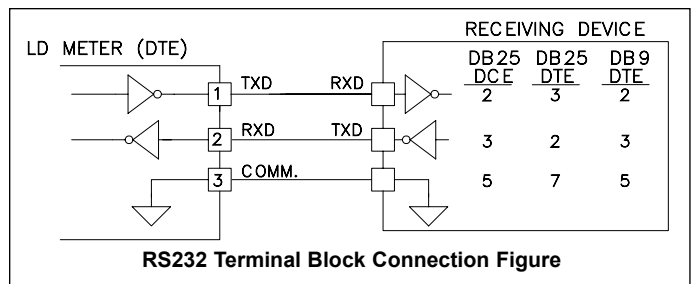 RECEIVING DEVICE
LD METER (DTE)
DB25 DB25 DB9
DCE DTE DTE
1 TXD RXD 2 3 2
2 RXD TXD 3 2 3
3 COMM. 5 7 5
RS232 Terminal Block Connection Figure